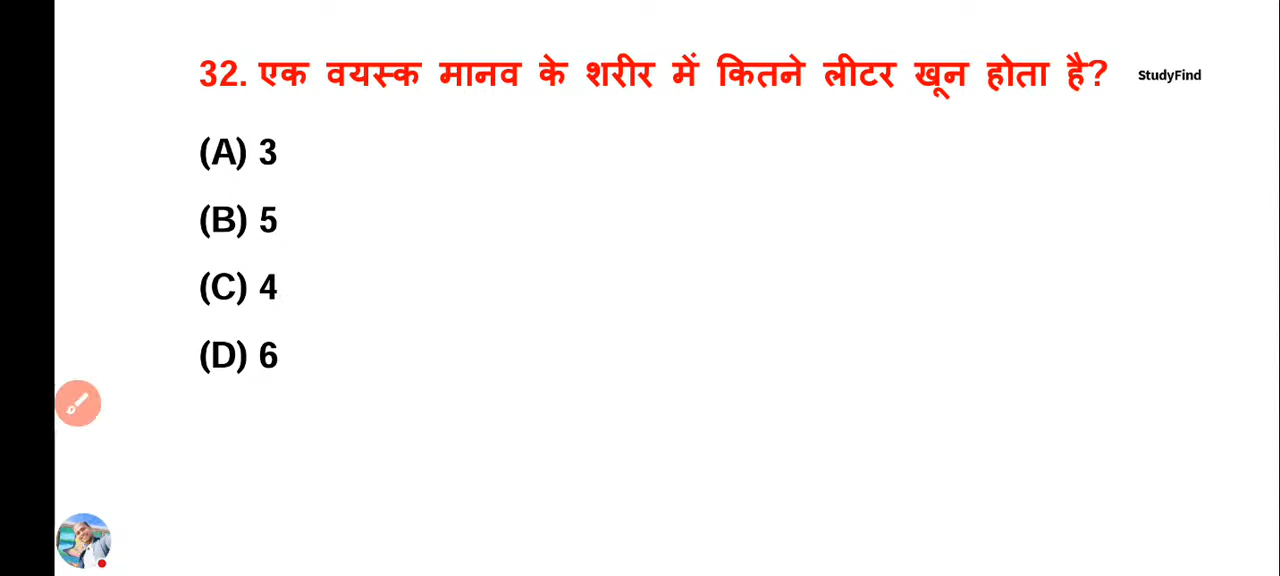 32. एक वयस्क मानव के शरीर में कितने लीटर खून होता है? StudyFind
(A) 3
(B) 5
(C) 4
(D) 6